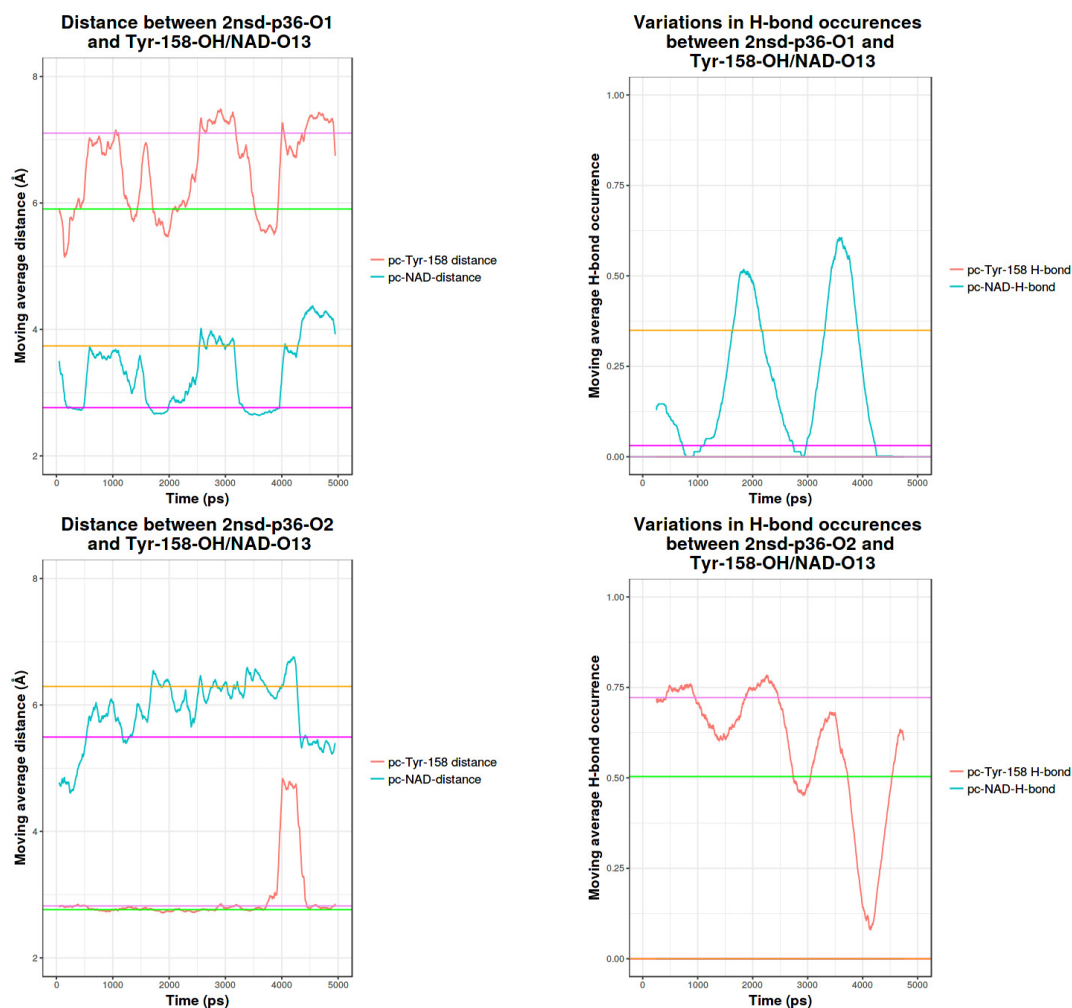 Distance between 2nsd-p36-O1
and Tyr-158-OH/NAD-O13
Moving average distance (Å)
8
6
4
2
0
1000
2000
3000
4000
5000
Time (ps)
pc-Tyr-158 distance
pc-NAD-distance
Variations in H-bond occurences
between 2nsd-p36-O1 and
Tyr-158-OH/NAD-O13
Moving average H-bond occurrence
1.00
0.75
0.50
0.25
0.00
0
1000
2000
3000
4000
5000
Time (ps)
pc-Tyr-158 H-bond
pc-NAD-H-bond
Distance between 2nsd-p36-O2
and Tyr-158-OH/NAD-O13
Moving average distance (Å)
8
6
4
2
0
1000
2000
3000
4000
5000
Time (ps)
pc-Tyr-158 distance
pc-NAD-distance
Variations in H-bond occurences
between 2nsd-p36-O2 and
Tyr-158-OH/NAD-O13
Moving average H-bond occurrence
1.00
0.75
0.50
0.25
0.00
0
1000
2000
3000
4000
5000
Time (ps)
pc-Tyr-158 H-bond
pc-NAD-H-bond